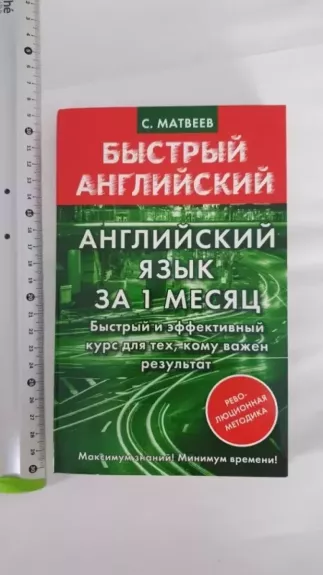 С. МАТВЕЕВ
БЫСТРЫЙ
АНГЛИЙСКИЙ
АНГЛИЙСКИЙ
ЯЗЫК
ЗА 1 МЕСЯЦ
Быстрый и эффективный
курс для тех, кому важен
результат
РЕВО-
ЛЮЦИОННАЯ
МЕТОДИКА
Максимум знаний! Минимум времени!